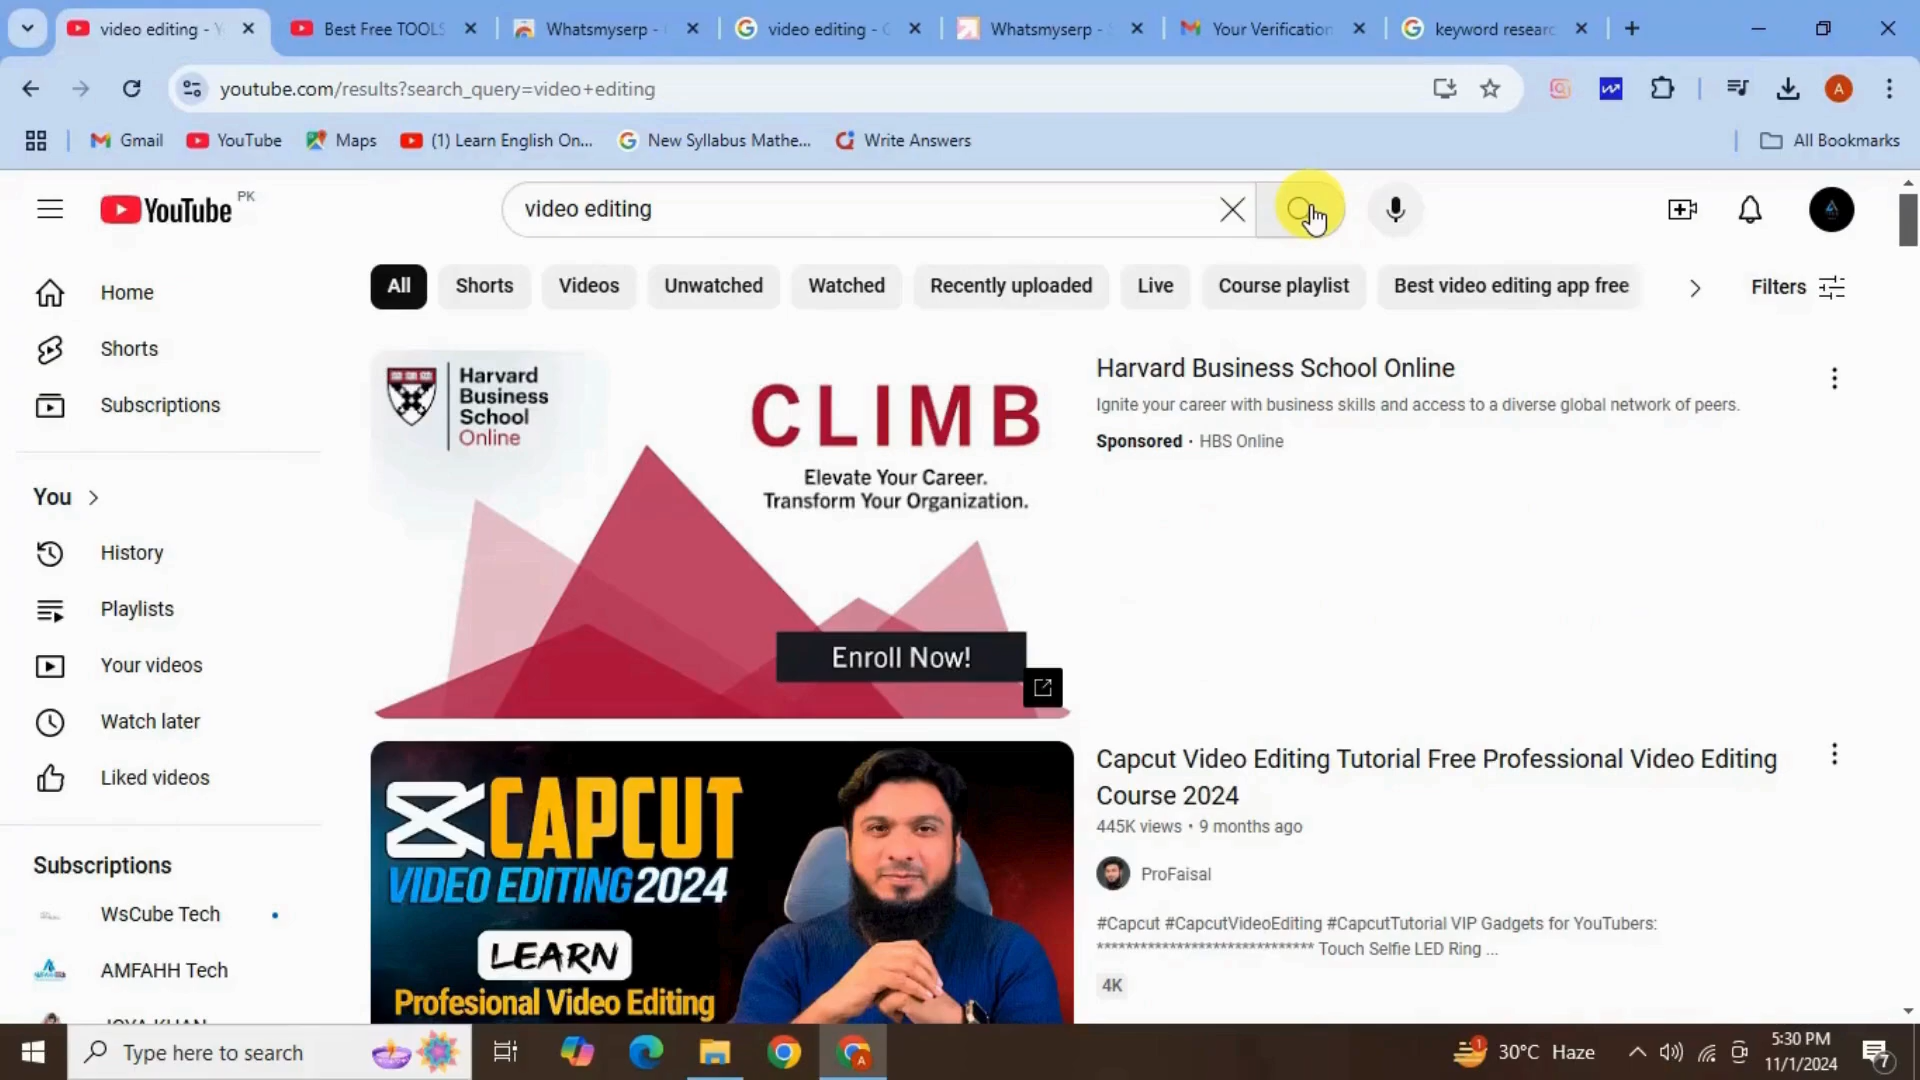 video editing - Y
Best Free TOOLS
Whatsmyserp -
video editing - G
Whatsmyserp - S
Your Verification
keyword researc
youtube.com/results?search_query=video+editing
A
Gmail
YouTube
Maps
(1) Learn English On...
New Syllabus Mathe...
Write Answers
All Bookmarks
YouTube PK
video editing
All
Shorts
Videos
Unwatched
Watched
Recently uploaded
Live
Course playlist
Best video editing app free
Filters
Home
Shorts
Subscriptions
You
History
Playlists
Your videos
Watch later
Liked videos
Subscriptions
WsCube Tech
AMFAHH Tech
Harvard
Business
School
Online
CLIMB
Elevate Your Career.
Transform Your Organization.
Enroll Now!
Harvard Business School Online
Ignite your career with business skills and access to a diverse global network of peers.
Sponsored · HBS Online
CAPCUT
VIDEO EDITING 2024
LEARN
Profesional Video Editing
Capcut Video Editing Tutorial Free Professional Video Editing
Course 2024
445K views • 9 months ago
ProFaisal
#Capcut #CapcutVideoEditing #CapcutTutorial VIP Gadgets for YouTubers:
****************************** Touch Selfie LED Ring ...
4K
Type here to search
A
1
30°C Haze
5:30 PM
11/1/2024
7